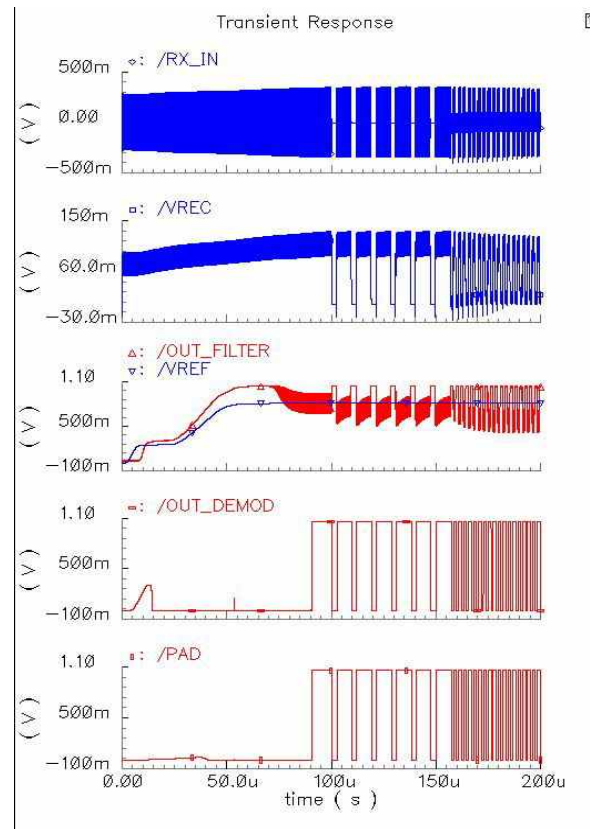 Transient Response
◇: /RX_IN
500m
0.00
-500m
(V)
□: /VREC
150m
60.0m
-30.0m
(V)
△: /OUT_FILTER
▽: /VREF
1.10
500m
-100m
(V)
/OUT_DEMOD
1.10
500m
-100m
(V)
/PAD
1.10
500m
-100m
(V)
0.00 50.0u 100u 150u 200u
time ( s )